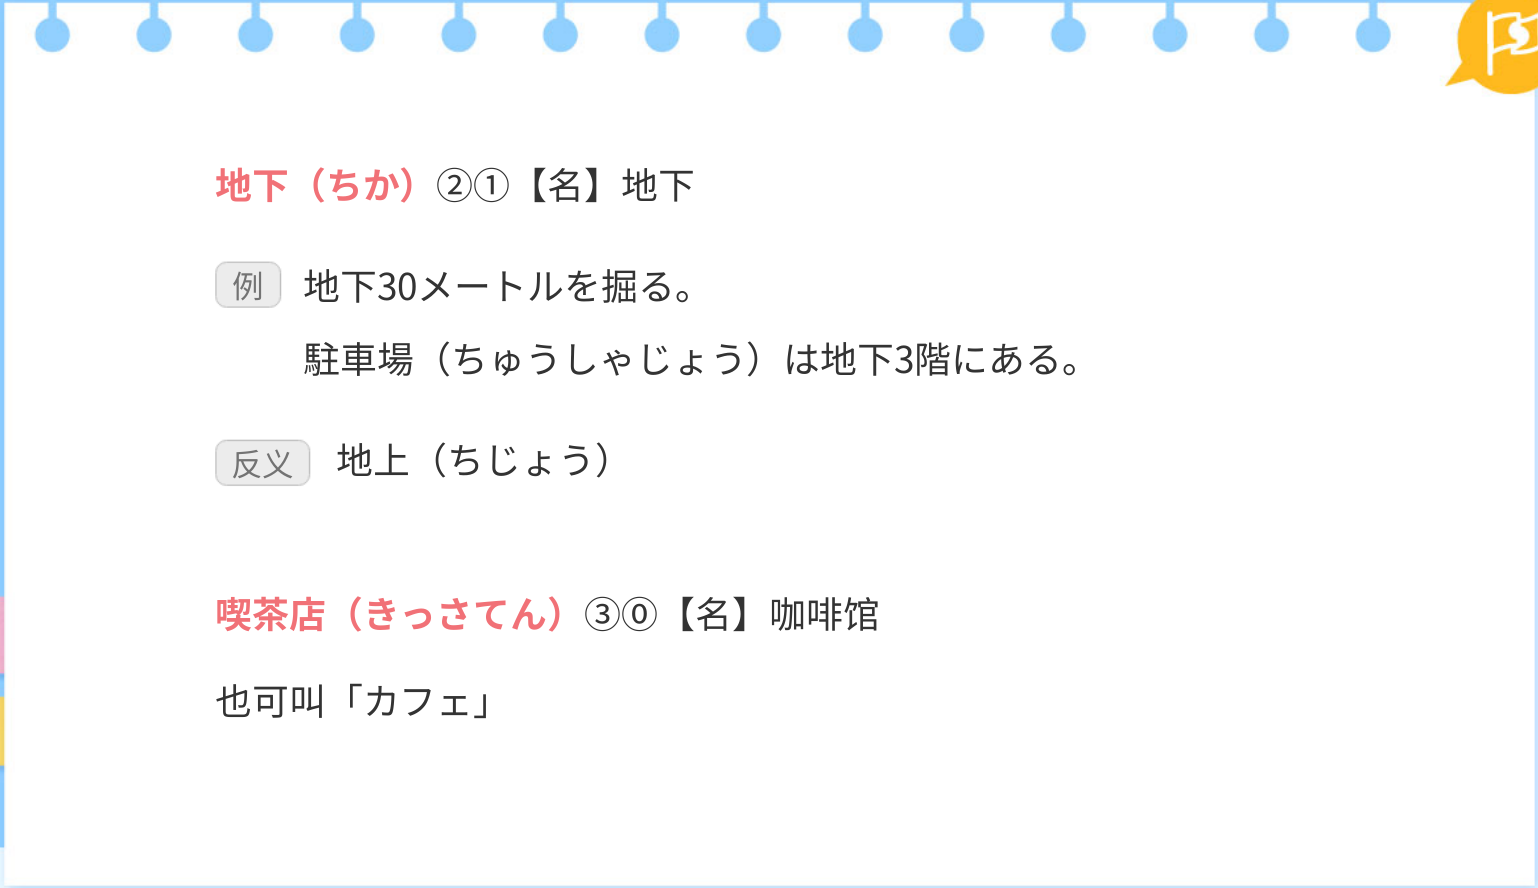 地下（ちか）②①【名】地下
例 地下30メートルを掘る。
駐車場（ちゅうしゃじょう）は地下3階にある。
反义 地上（ちじょう）
喫茶店（きっさてん）③⓪【名】咖啡馆
也可叫「カフェ」